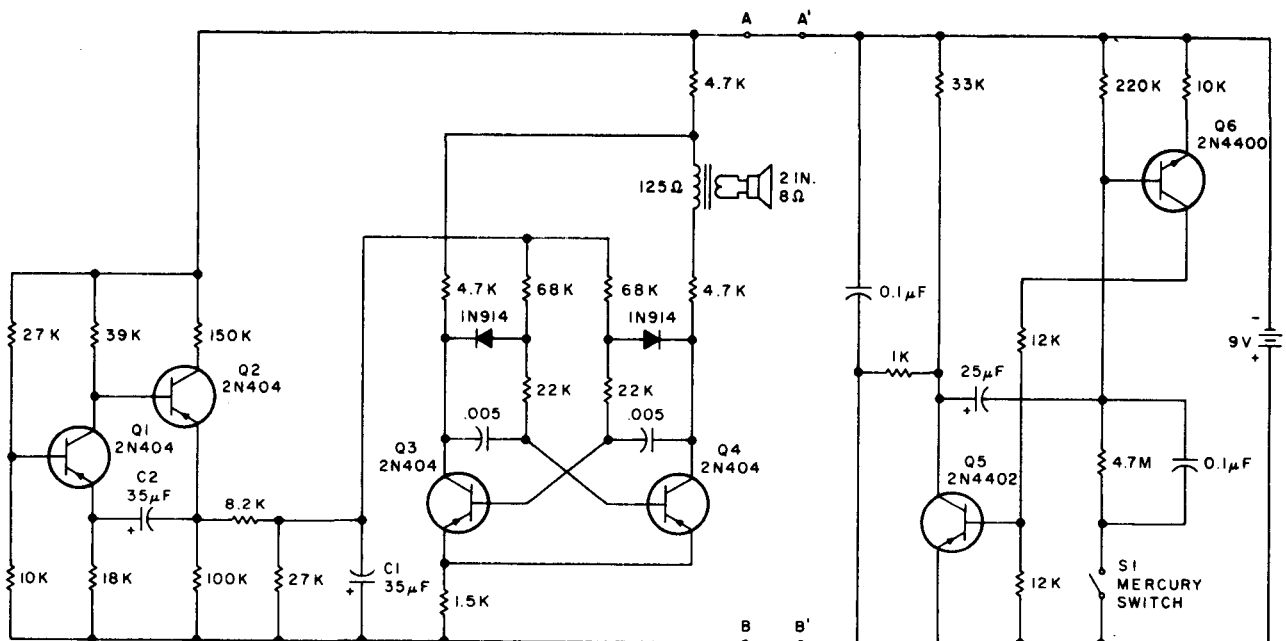 A
A'
4.7K
33K
220K
10K
Q6
2N4400
125Ω
2 IN.
8Ω
4.7K
68K
68K
4.7K
0.1µF
1N914
1N914
27K
39K
150K
12K
-
9V
+
Q2
2N404
1K
25µF
+
22K
22K
.005
.005
Q1
2N404
Q3
2N404
Q4
2N404
Q5
2N4402
4.7M
0.1µF
C2
35µF
+
8.2K
10K
18K
100K
27K
C1
35µF
+
1.5K
12K
S1
MERCURY
SWITCH
B
B'